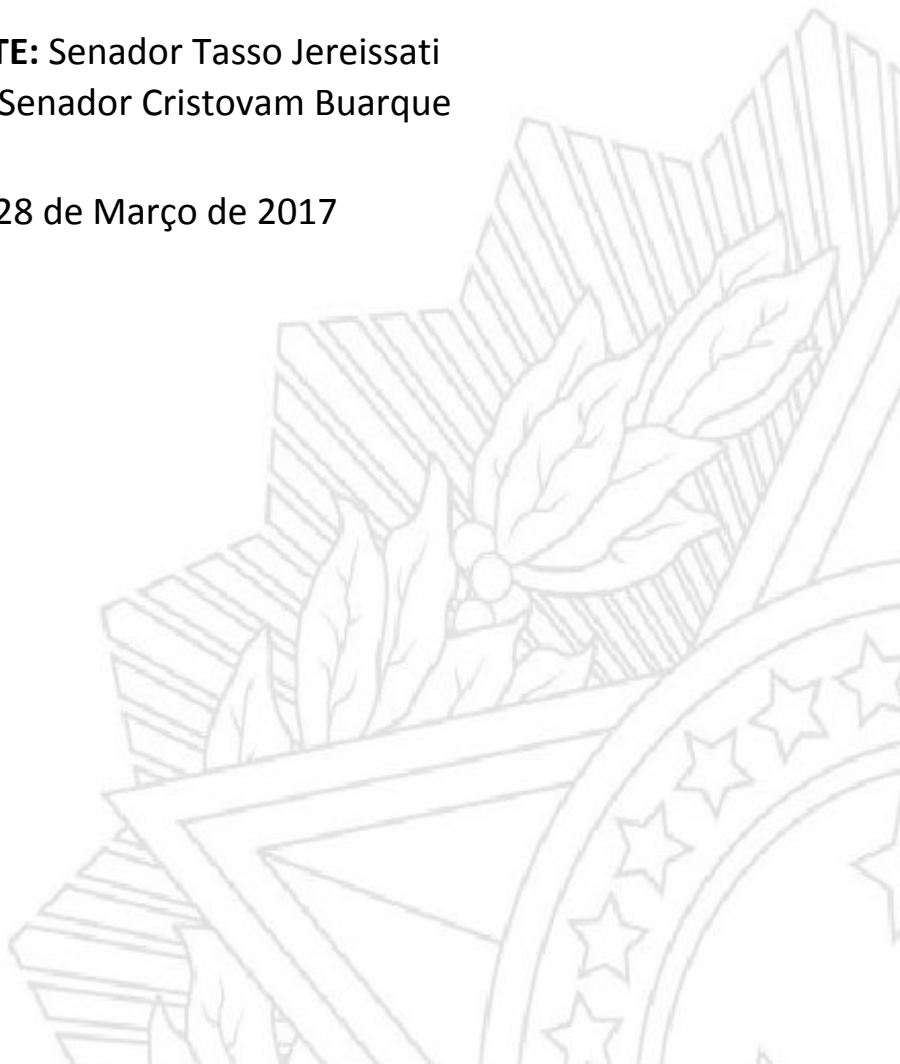 TE: Senador Tasso Jereissati
Senador Cristovam Buarque
28 de Março de 2017